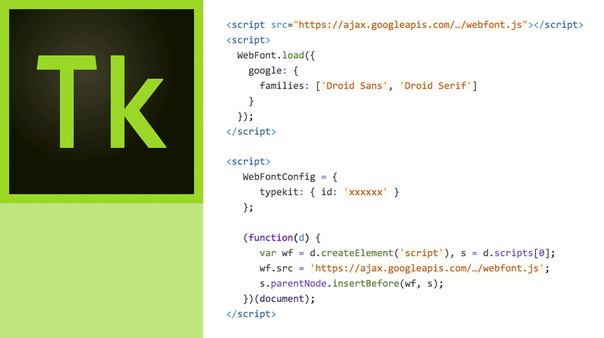 Tk
<script src="https://ajax.googleapis.com/…/webfont.js"></script>
<script>
WebFont.load({
google: {
families: ['Droid Sans', 'Droid Serif']
}
});
</script>
<script>
WebFontConfig = {
typekit: { id: 'xxxxxx' }
};
(function(d) {
var wf = d.createElement('script'), s = d.scripts[0];
wf.src = 'https://ajax.googleapis.com/…/webfont.js';
s.parentNode.insertBefore(wf, s);
})(document);
</script>